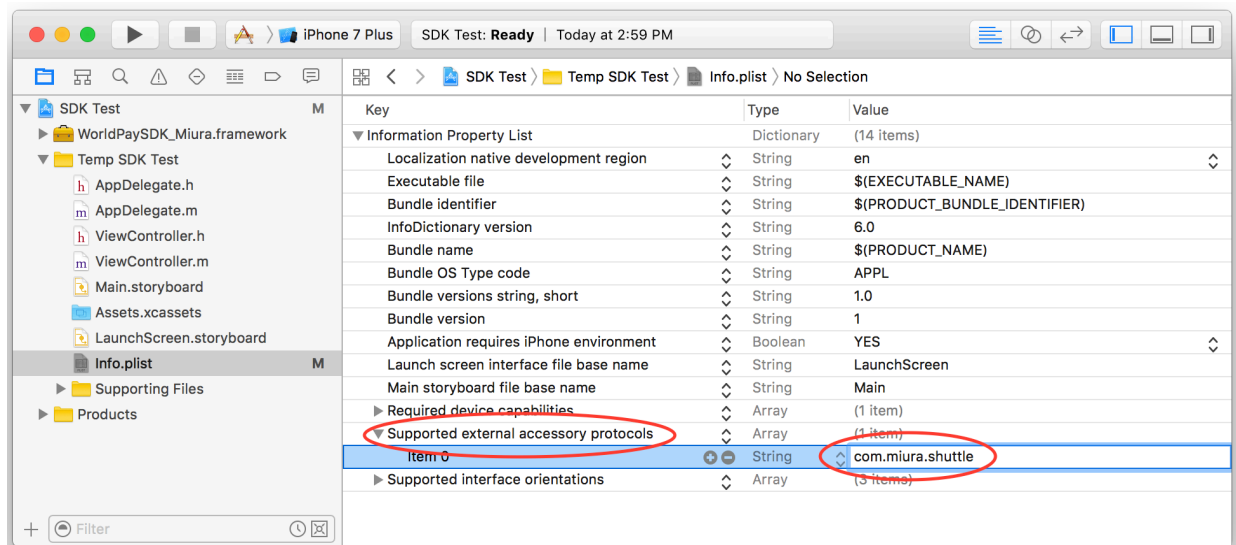 iPhone 7 Plus SDK Test: Ready | Today at 2:59 PM
SDK Test Temp SDK Test Info.plist No Selection
SDK Test M
WorldPaySDK_Miura.framework
Temp SDK Test
h AppDelegate.h
m AppDelegate.m
h ViewController.h
m ViewController.m
Main.storyboard
Assets.xcassets
LaunchScreen.storyboard
Info.plist M
Supporting Files
Products
Filter
Key Type Value
Information Property List Dictionary (14 items)
Localization native development region String en
Executable file String $(EXECUTABLE_NAME)
Bundle identifier String $(PRODUCT_BUNDLE_IDENTIFIER)
InfoDictionary version String 6.0
Bundle name String $(PRODUCT_NAME)
Bundle OS Type code String APPL
Bundle versions string, short String 1.0
Bundle version String 1
Application requires iPhone environment Boolean YES
Launch screen interface file base name String LaunchScreen
Main storyboard file base name String Main
Required device capabilities Array (1 item)
Supported external accessory protocols Array (1 item)
Item 0 String com.miura.shuttle
Supported interface orientations Array (3 items)